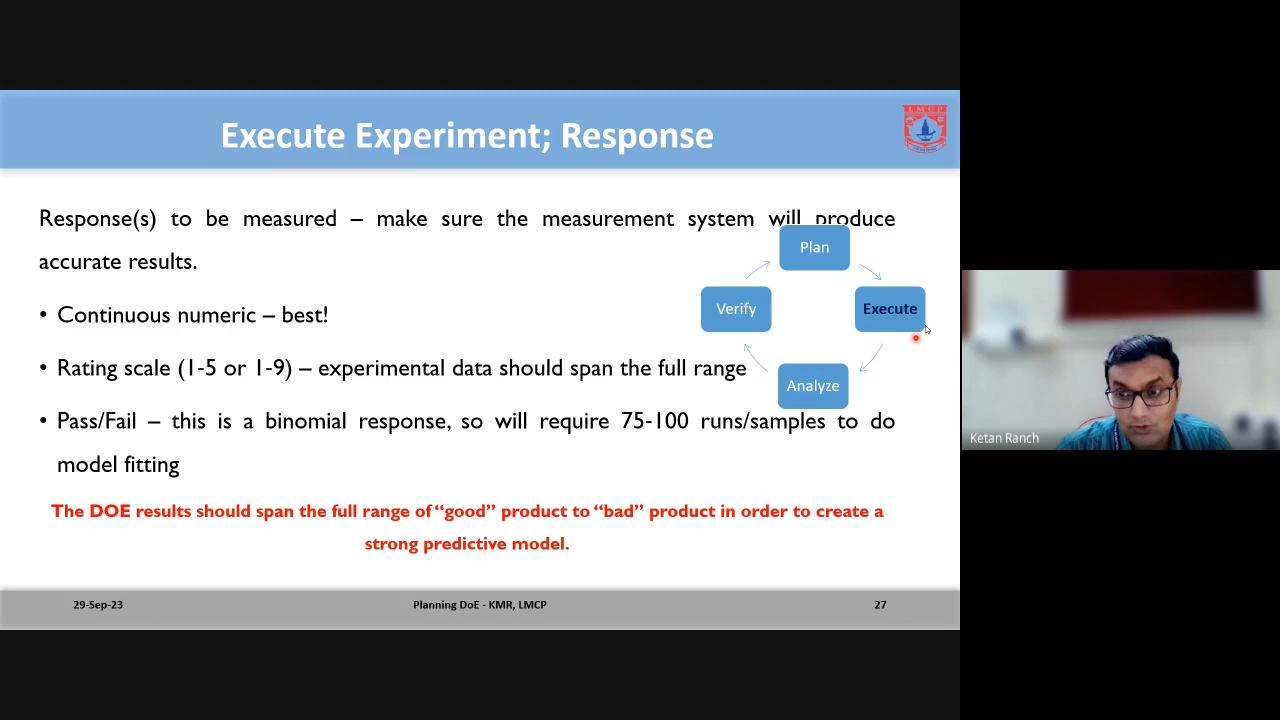 Execute Experiment; Response
LMCP
Response(s) to be measured – make sure the measurement system will produce
accurate results.
• Continuous numeric – best!
• Rating scale (1-5 or 1-9) – experimental data should span the full range
• Pass/Fail – this is a binomial response, so will require 75-100 runs/samples to do
model fitting
Plan
Verify
Execute
Analyze
The DOE results should span the full range of “good” product to “bad” product in order to create a
strong predictive model.
29-Sep-23
Planning DoE - KMR, LMCP
27
Ketan Ranch